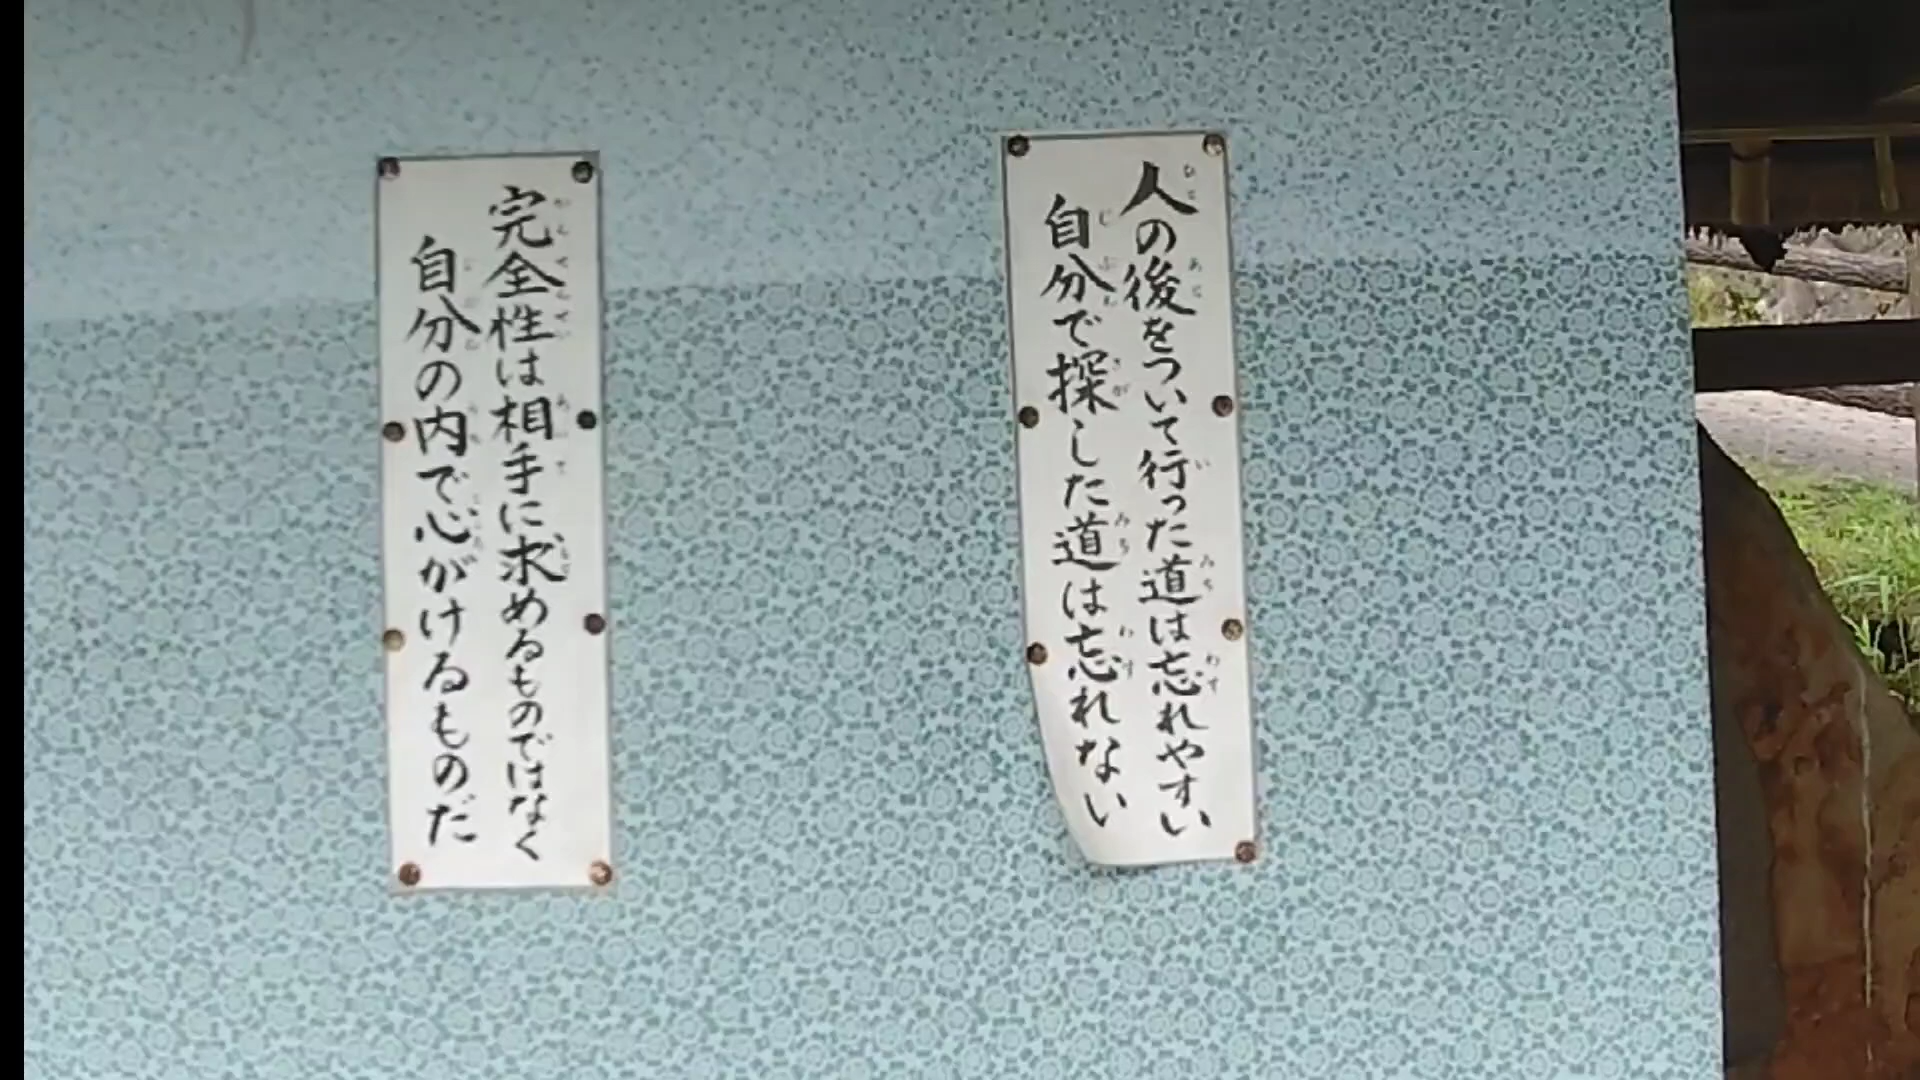 人の後をついて行った道は忘れやすい
自分で探した道は忘れない
完全性は相手に求めるものではなく
自分の内で心がけるものだ